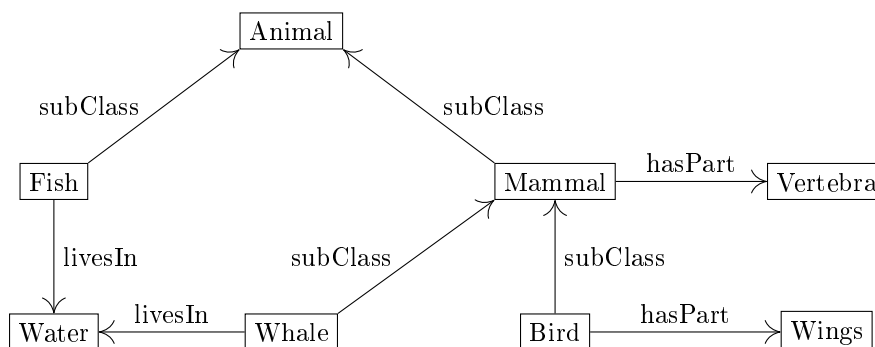 Animal
subClass
subClass
hasPart
Fish
Mammal
Vertebra
livesIn
subClass
subClass
livesIn
hasPart
Water
Whale
Bird
Wings